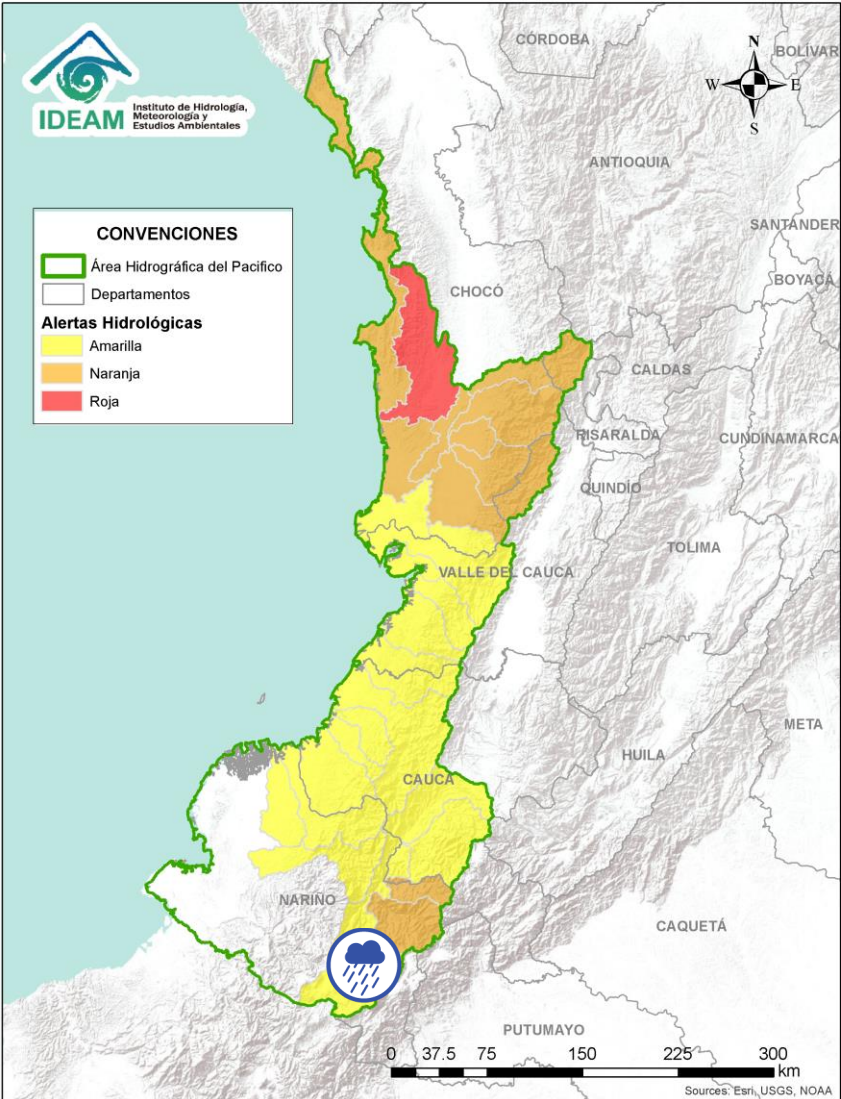 IDEAM
Instituto de Hidrología,
Meteorología y
Estudios Ambientales
CÓRDOBA
BOLÍVAR
N
W
E
S
ANTIOQUIA
SANTANDER
BOYACÁ
CHOCÓ
CONVENCIONES
Área Hidrográfica del Pacifico
Departamentos
Alertas Hidrológicas
Amarilla
Naranja
Roja
CALDAS
RISARALDA
CUNDINAMARCA
QUINDÍO
TOLIMA
VALLE DEL CAUCA
META
HUILA
CAUCA
NARIÑO
CAQUETÁ
PUTUMAYO
0 37.5 75 150 225 300
km
Sources: Esri, USGS, NOAA